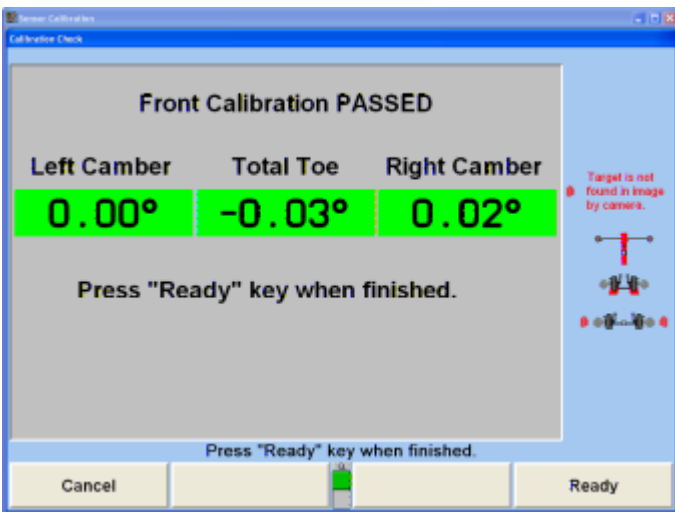 Sensor Calibration
Calibration Check
Front Calibration PASSED
Left Camber Total Toe Right Camber
0.00° -0.03° 0.02°
Target is not
found in image
by camera.
Press "Ready" key when finished.
Press "Ready" key when finished.
Cancel Ready